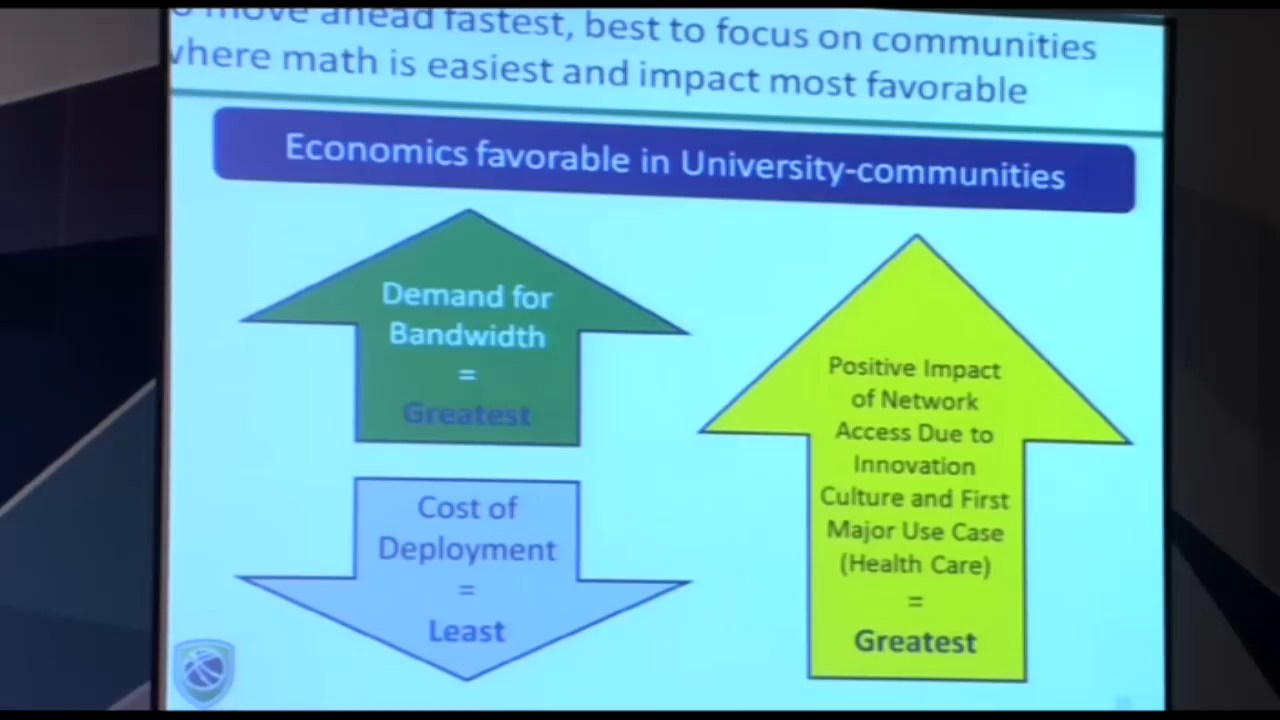 move ahead fastest, best to focus on communities
where math is easiest and impact most favorable
Economics favorable in University-communities
Demand for
Bandwidth
=
Greatest
Cost of
Deployment
=
Least
Positive Impact
of Network
Access Due to
Innovation
Culture and First
Major Use Case
(Health Care)
=
Greatest